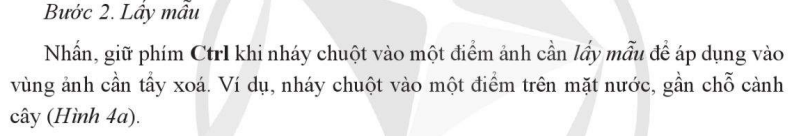 Bước 2. Lấy mẫu
Nhấn, giữ phím Ctrl khi nháy chuột vào một điểm ảnh cần lấy mẫu để áp dụng vào
vùng ảnh cần tẩy xoá. Ví dụ, nháy chuột vào một điểm trên mặt nước, gần chỗ cành
cây (Hình 4a).